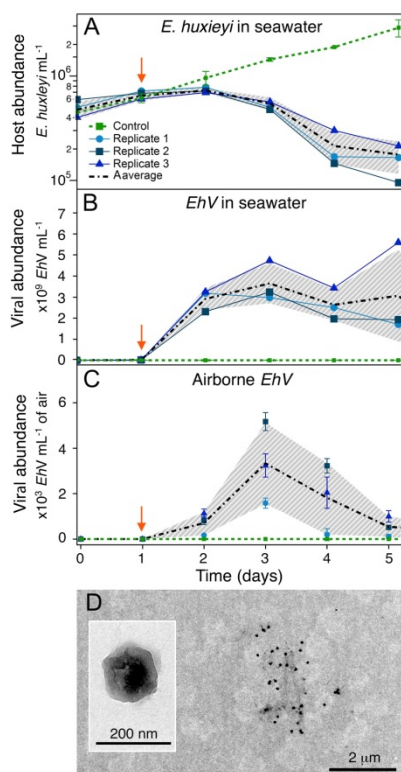 A E. huxieyi in seawater
Host abundance
E. huxleyi mL⁻¹
2
10⁶
8
6
4
2
10⁵
Control
Replicate 1
Replicate 2
Replicate 3
Aaverage
B EhV in seawater
Viral abundance
x10⁹ EhV mL⁻¹
7
6
5
4
3
2
1
0
C Airborne EhV
Viral abundance
x10³ EhV mL⁻¹ of air
6
4
2
0
0 1 2 3 4 5
Time (days)
D
200 nm
2 µm